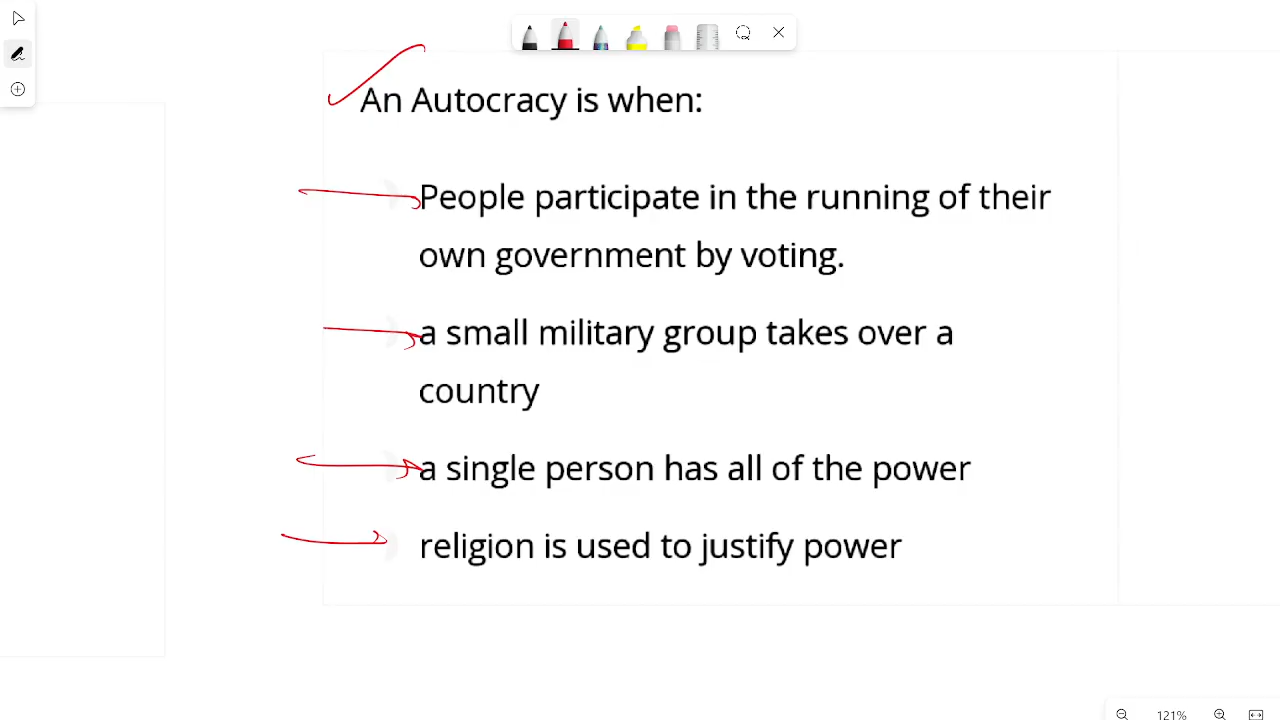 An Autocracy is when:
People participate in the running of their
own government by voting.
a small military group takes over a
country
a single person has all of the power
religion is used to justify power
121%